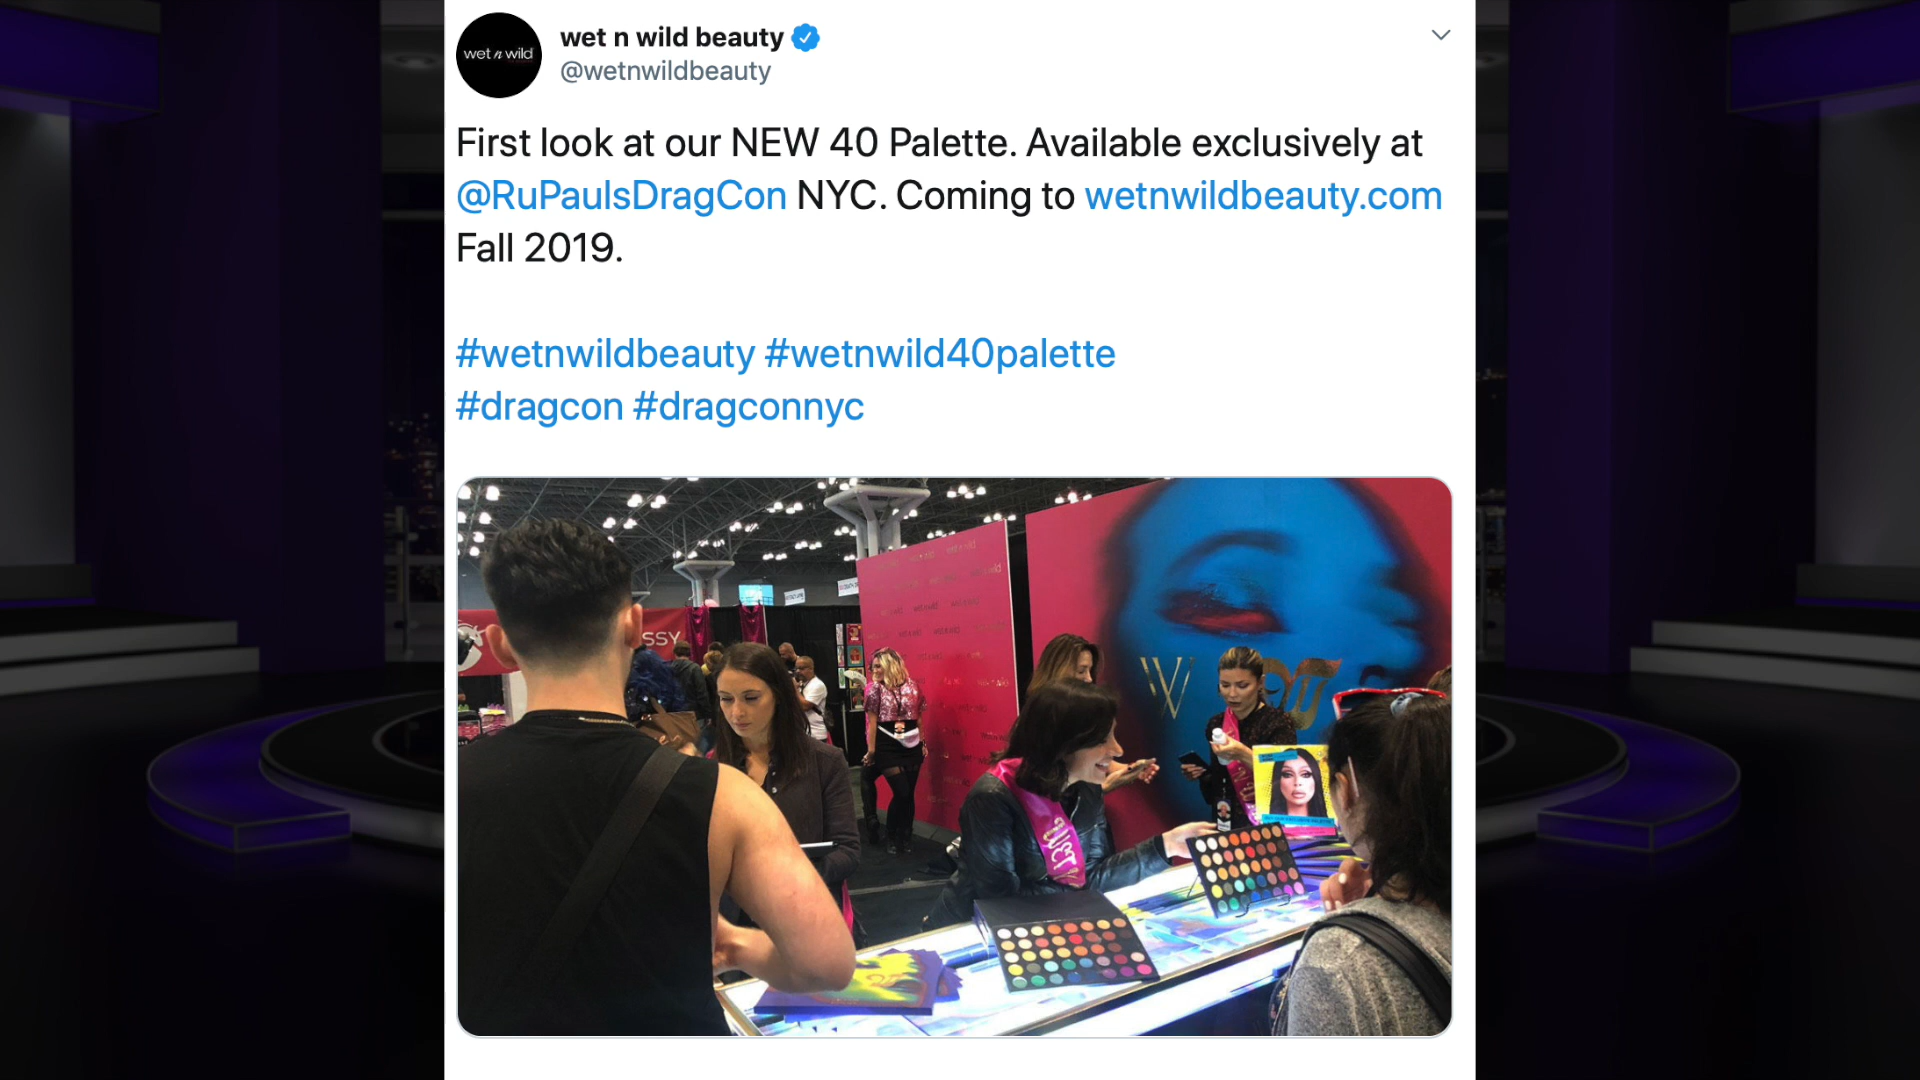 wet n wild
wet n wild beauty
@wetnwildbeauty
First look at our NEW 40 Palette. Available exclusively at
@RuPaulsDragCon NYC. Coming to wetnwildbeauty.com
Fall 2019.
#wetnwildbeauty #wetnwild40palette
#dragcon #dragconnyc
SSY
W